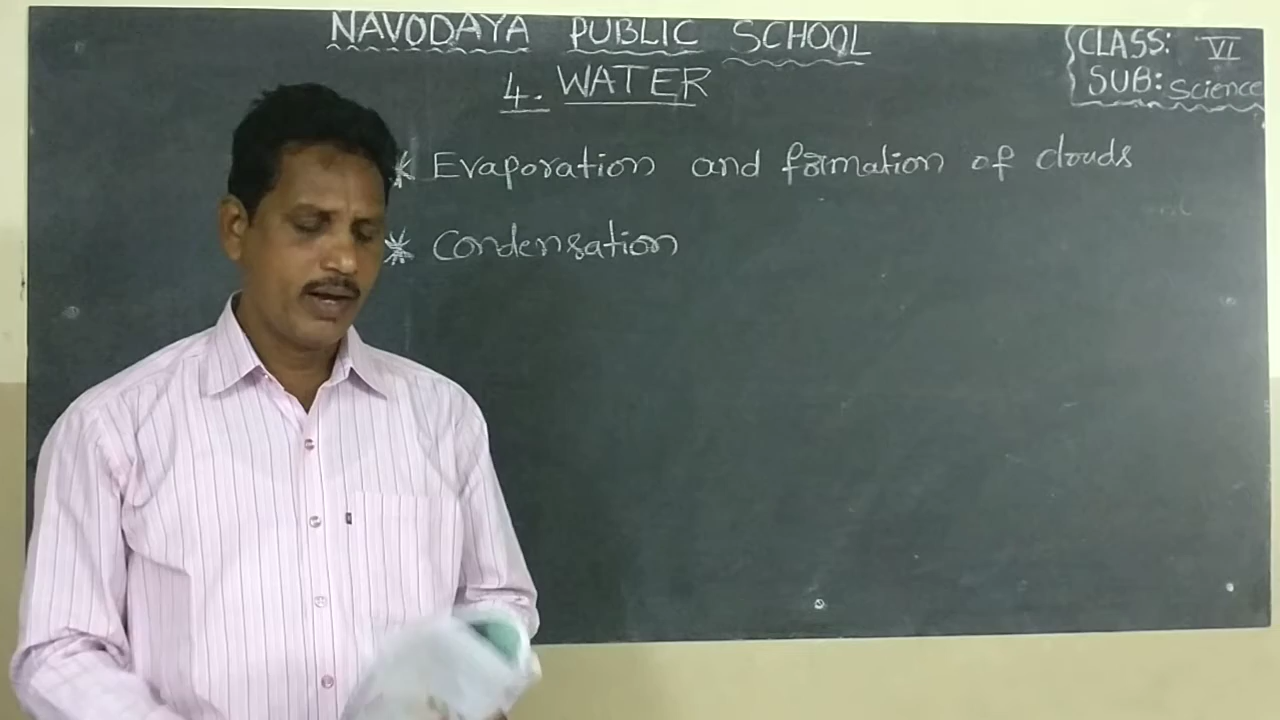 NAVODAYA PUBLIC SCHOOL
CLASS: VI
SUB: Science
4. WATER
* Evaporation and formation of clouds
* Condensation